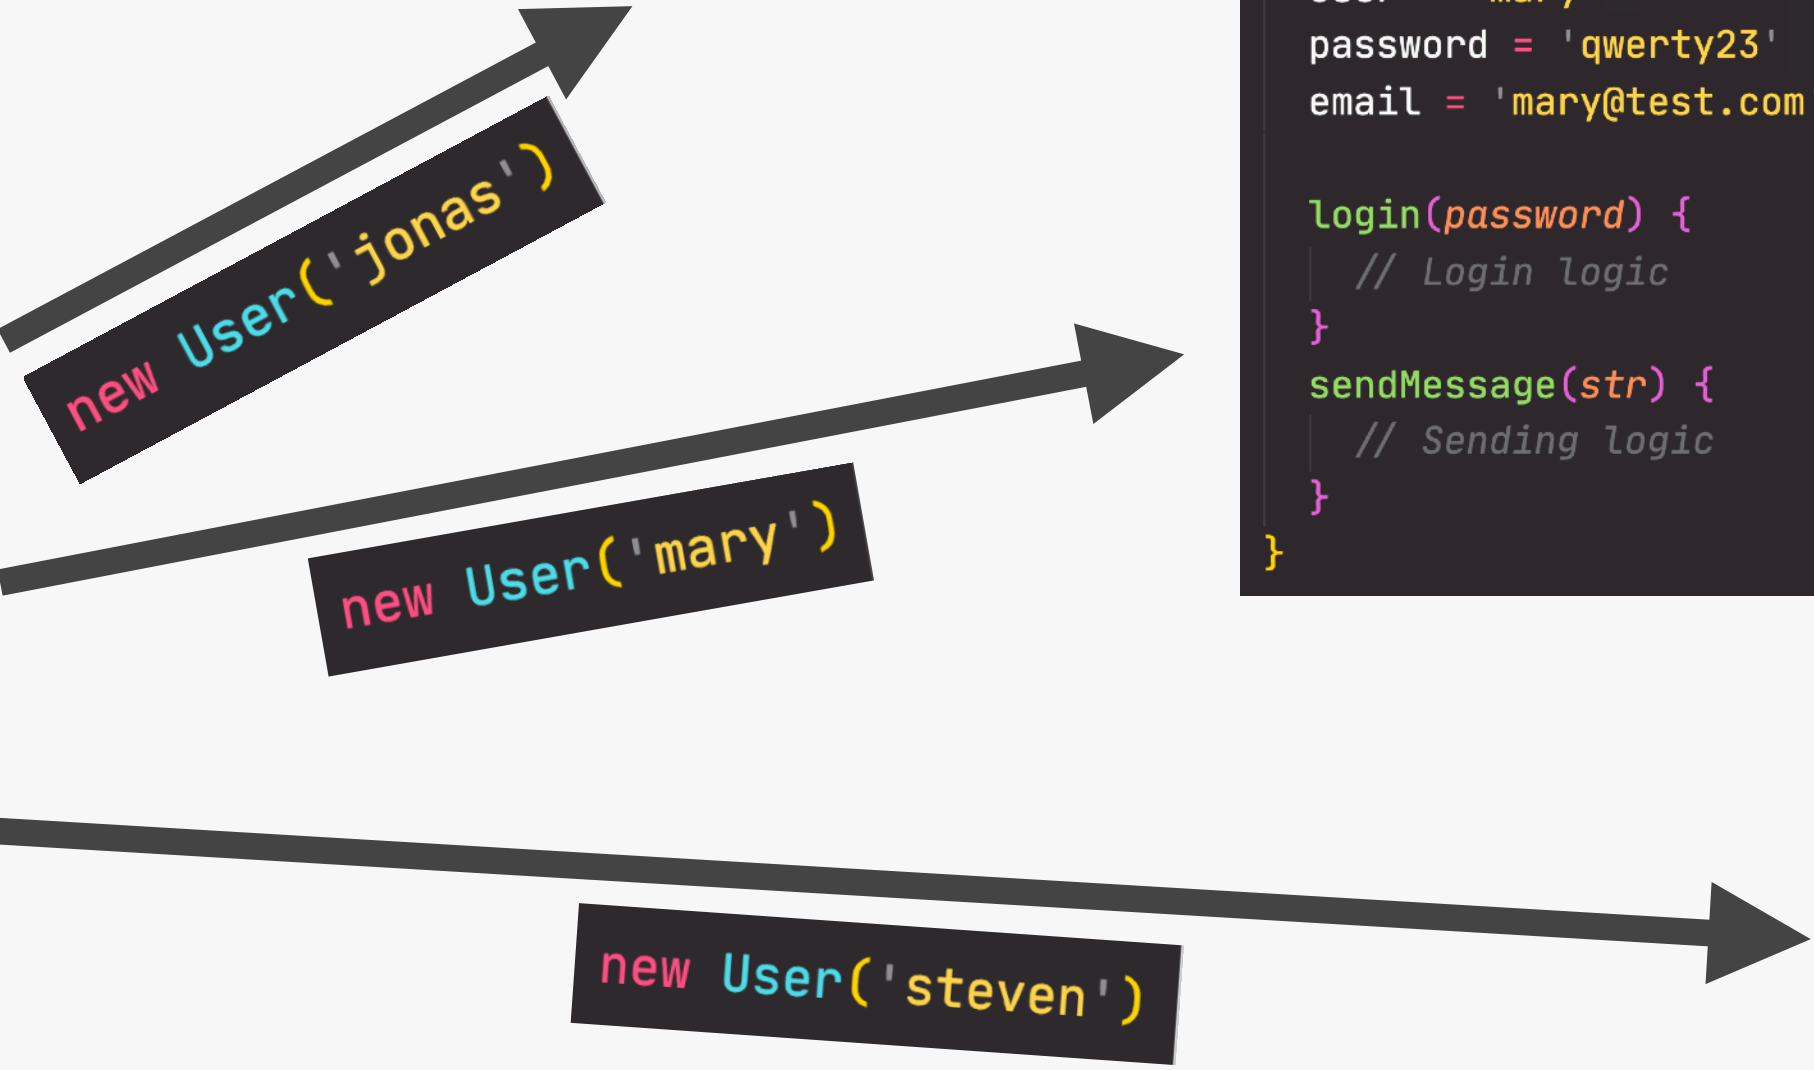 new User('jonas')
new User('mary')
new User('steven')
password = 'qwerty23'
email = 'mary@test.com
login(password) {
// Login logic
}
sendMessage(str) {
// Sending logic
}
}